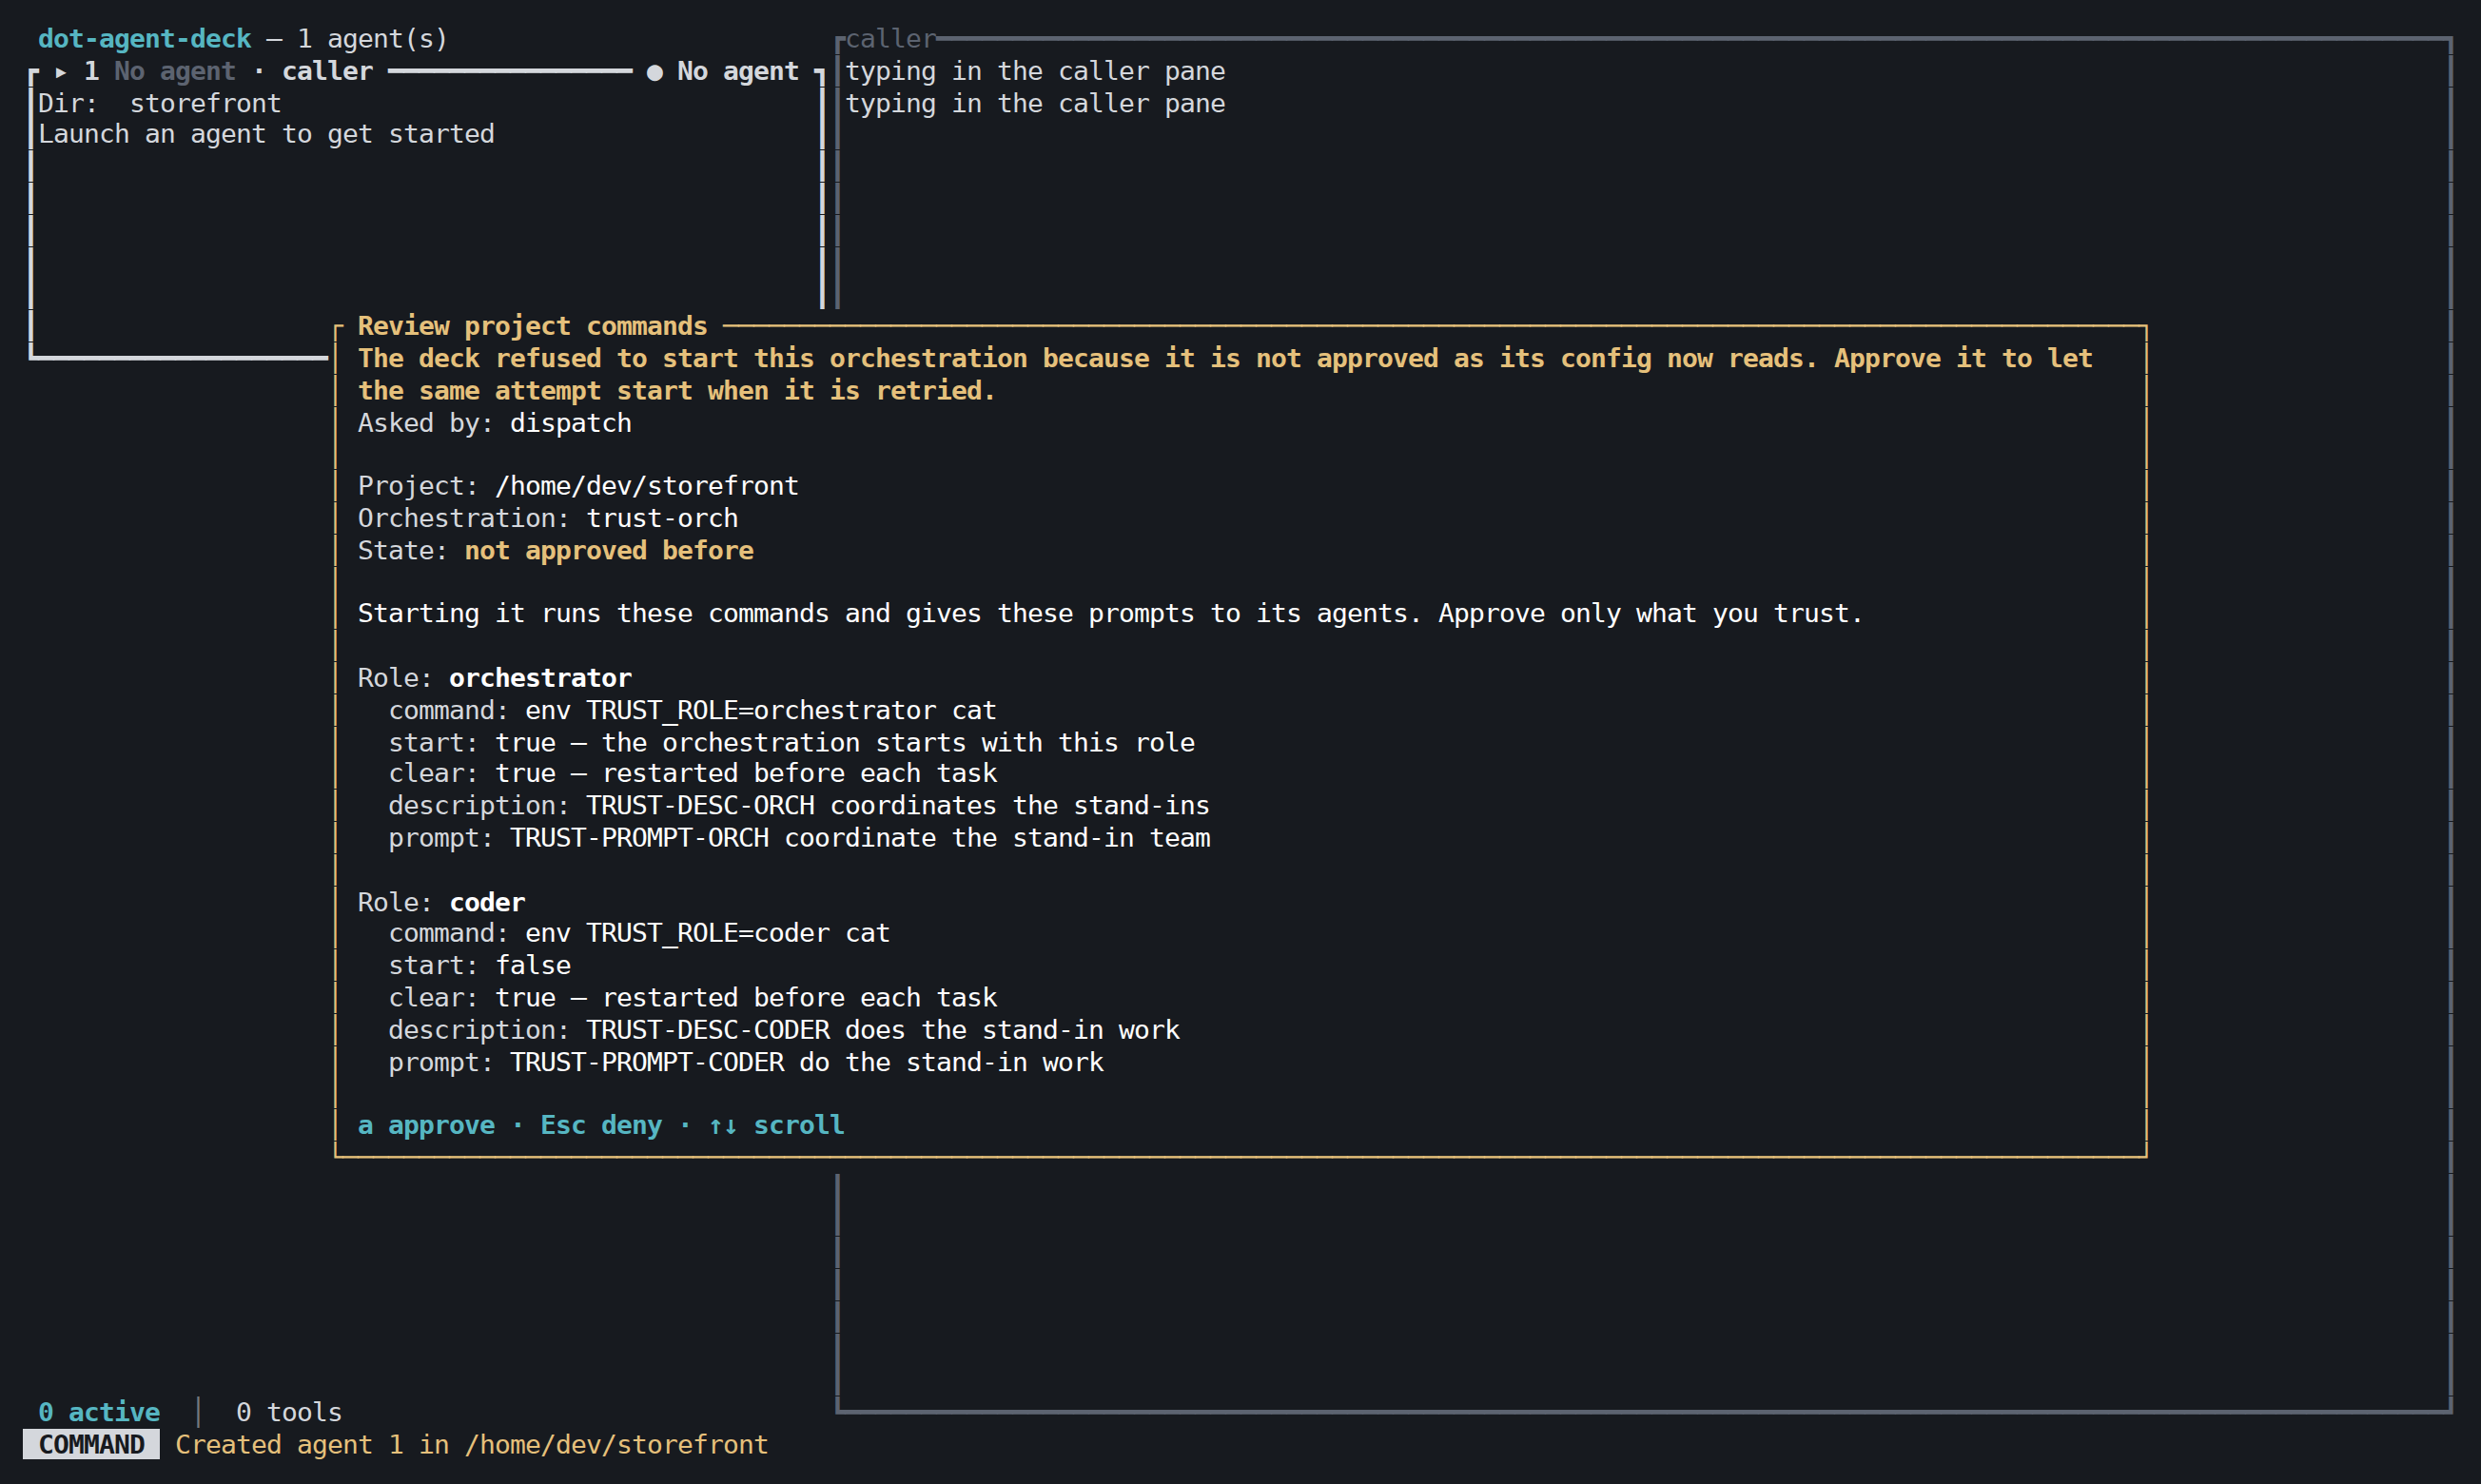 dot-agent-deck — 1 agent(s)
▸ 1 No agent · caller ● No agent
Dir: storefront
Launch an agent to get started
caller
typing in the caller pane
typing in the caller pane
Review project commands
The deck refused to start this orchestration because it is not approved as its config now reads. Approve it to let
the same attempt start when it is retried.
Asked by: dispatch
Project: /home/dev/storefront
Orchestration: trust-orch
State: not approved before
Starting it runs these commands and gives these prompts to its agents. Approve only what you trust.
Role: orchestrator
command: env TRUST_ROLE=orchestrator cat
start: true — the orchestration starts with this role
clear: true — restarted before each task
description: TRUST-DESC-ORCH coordinates the stand-ins
prompt: TRUST-PROMPT-ORCH coordinate the stand-in team
Role: coder
command: env TRUST_ROLE=coder cat
start: false
clear: true — restarted before each task
description: TRUST-DESC-CODER does the stand-in work
prompt: TRUST-PROMPT-CODER do the stand-in work
a approve · Esc deny · ↑↓ scroll
0 active │ 0 tools
COMMAND Created agent 1 in /home/dev/storefront